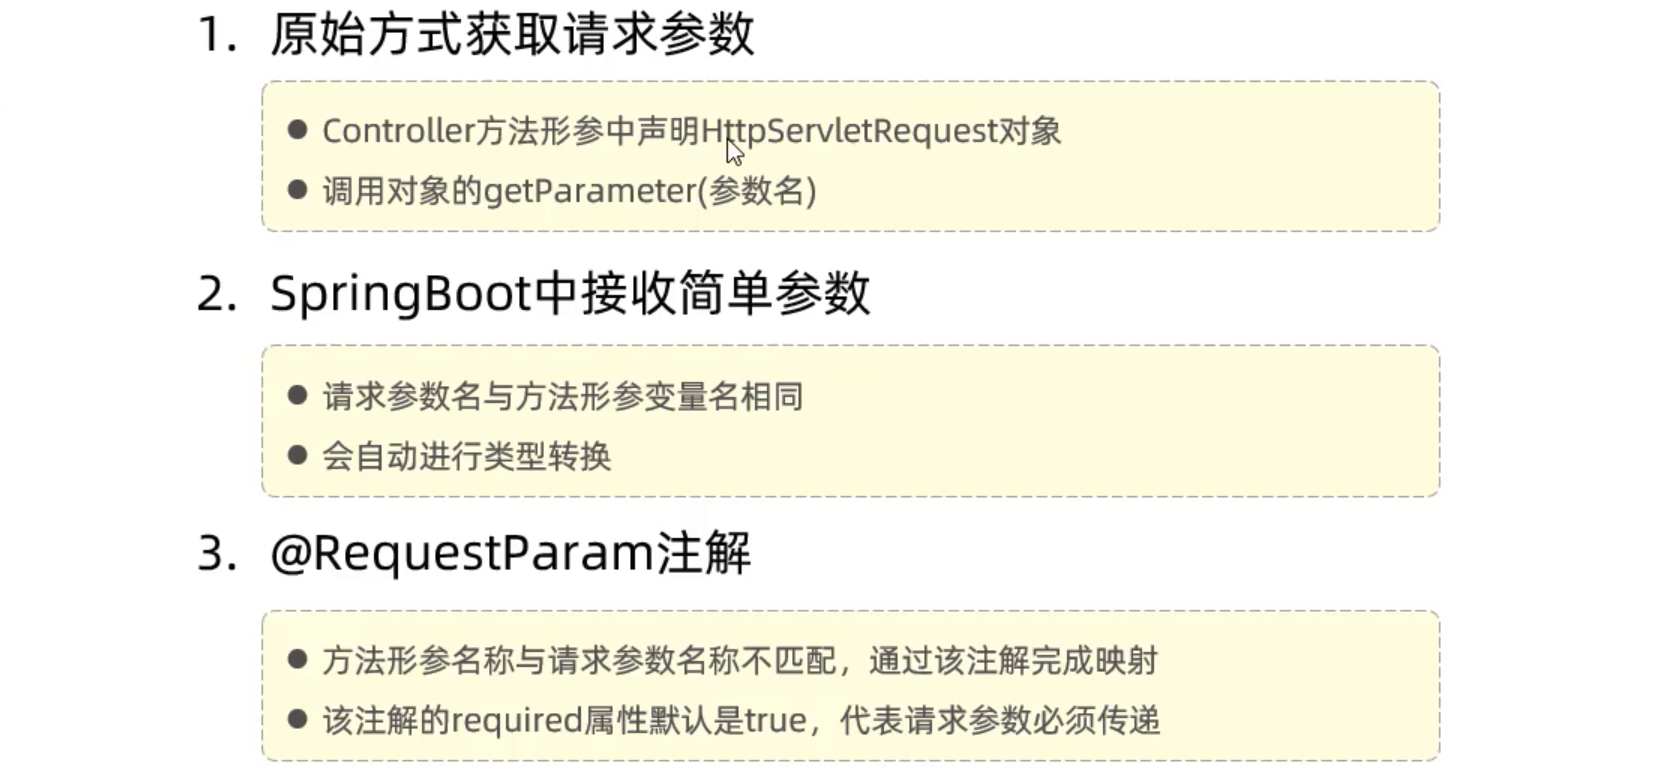 1. 原始方式获取请求参数
● Controller方法形参中声明HttpServletRequest对象
● 调用对象的getParameter(参数名)
2. SpringBoot中接收简单参数
● 请求参数名与方法形参变量名相同
● 会自动进行类型转换
3. @RequestParam注解
● 方法形参名称与请求参数名称不匹配，通过该注解完成映射
● 该注解的required属性默认是true，代表请求参数必须传递